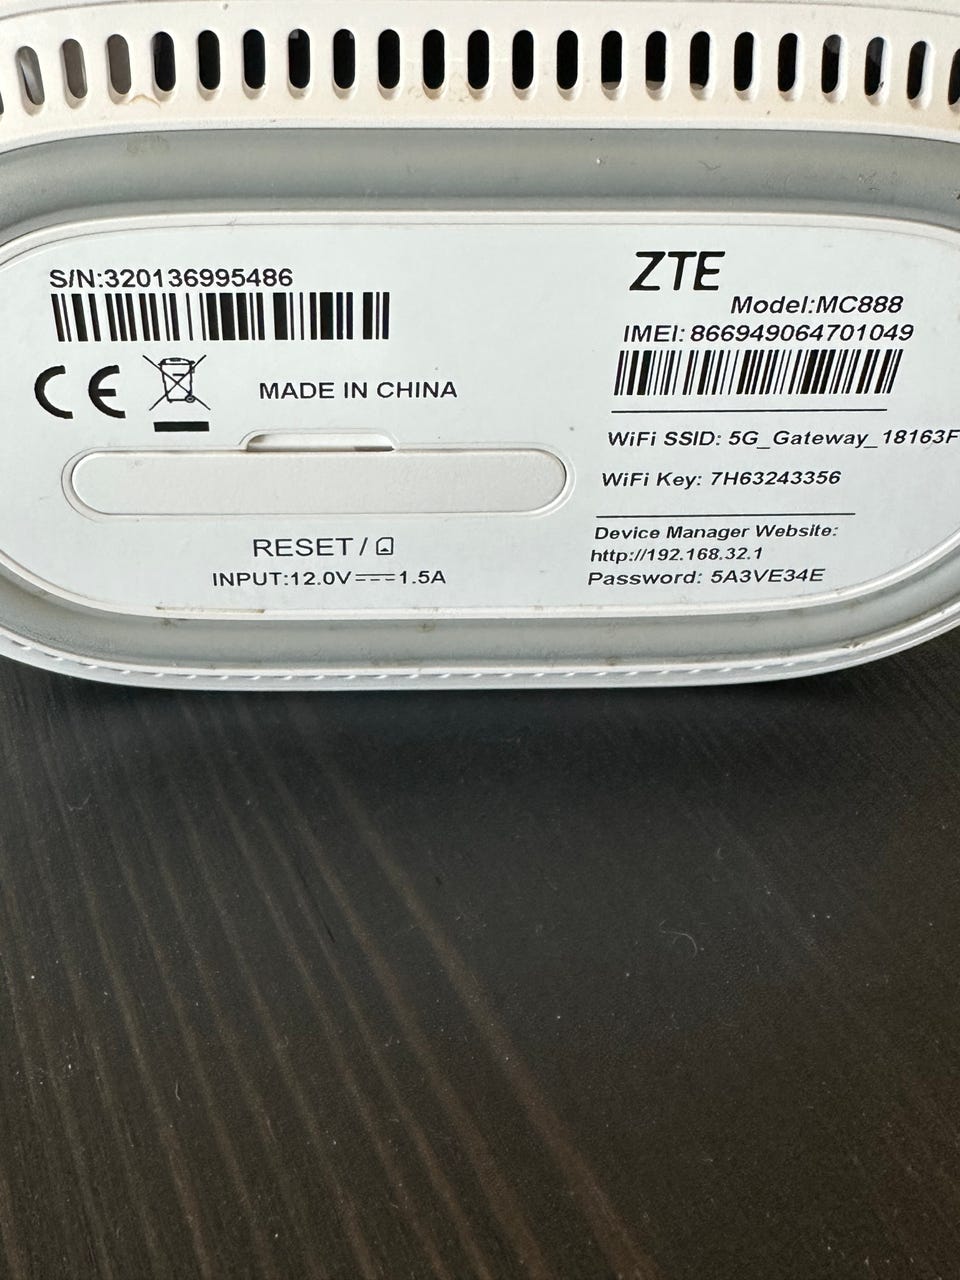 S/N:320136995486
MADE IN CHINA
RESET /
INPUT:12.0V⎓1.5A
ZTE
Model:MC888
IMEI: 866949064701049
WiFi SSID: 5G_Gateway_18163F
WiFi Key: 7H63243356
Device Manager Website:
http://192.168.32.1
Password: 5A3VE34E